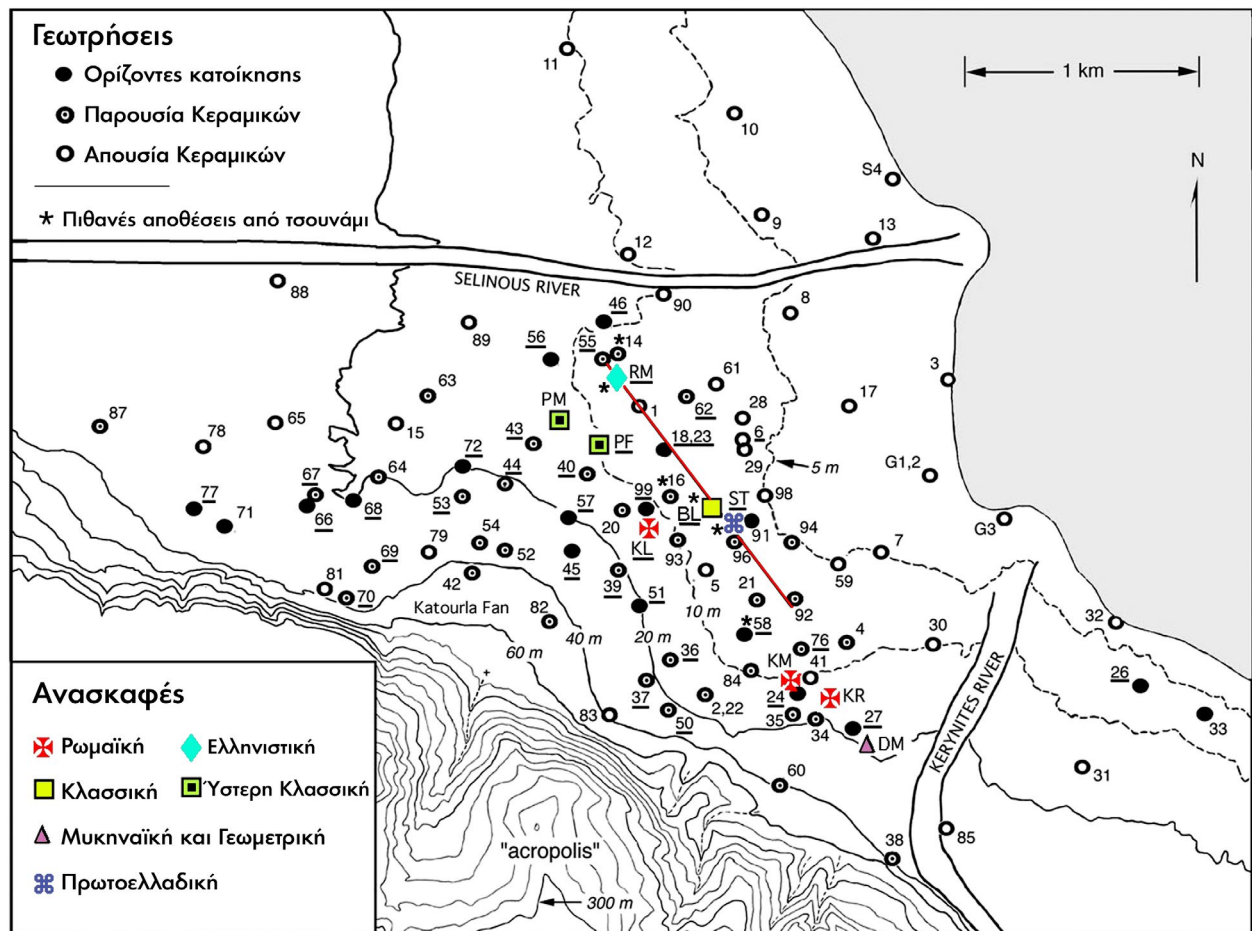 Γεωτρήσεις
Ορίζοντες κατοίκησης
Παρουσία Κεραμικών
Απουσία Κεραμικών
* Πιθανές αποθέσεις από τσουνάμι
1 km
N
11
10
S4
9
13
12
SELINOUS RIVER
88
90
8
46
89
56
55
*14
RM
*
61
3
63
62
17
1
28
PM
87
65
78
15
43
PF
18,23
6
29
5 m
G1,2
72
64
44
40
67
*16
*
ST
98
77
71
66
68
53
57
99
20
BL
*
91
94
G3
KL
93
96
7
54
79
52
69
45
39
5
59
81
70
42
Katourla Fan
82
51
10 m
21
92
*
58
32
60 m
40 m
20 m
36
76
4
30
KM
41
84
26
37
24
KR
83
50
2,22
35
34
27
33
DM
KERYNITES RIVER
31
60
38
85
"acropolis"
300 m
Ανασκαφές
Ρωμαϊκή
Ελληνιστική
Κλασσική
Ύστερη Κλασσική
Μυκηναϊκή και Γεωμετρική
Πρωτοελλαδική